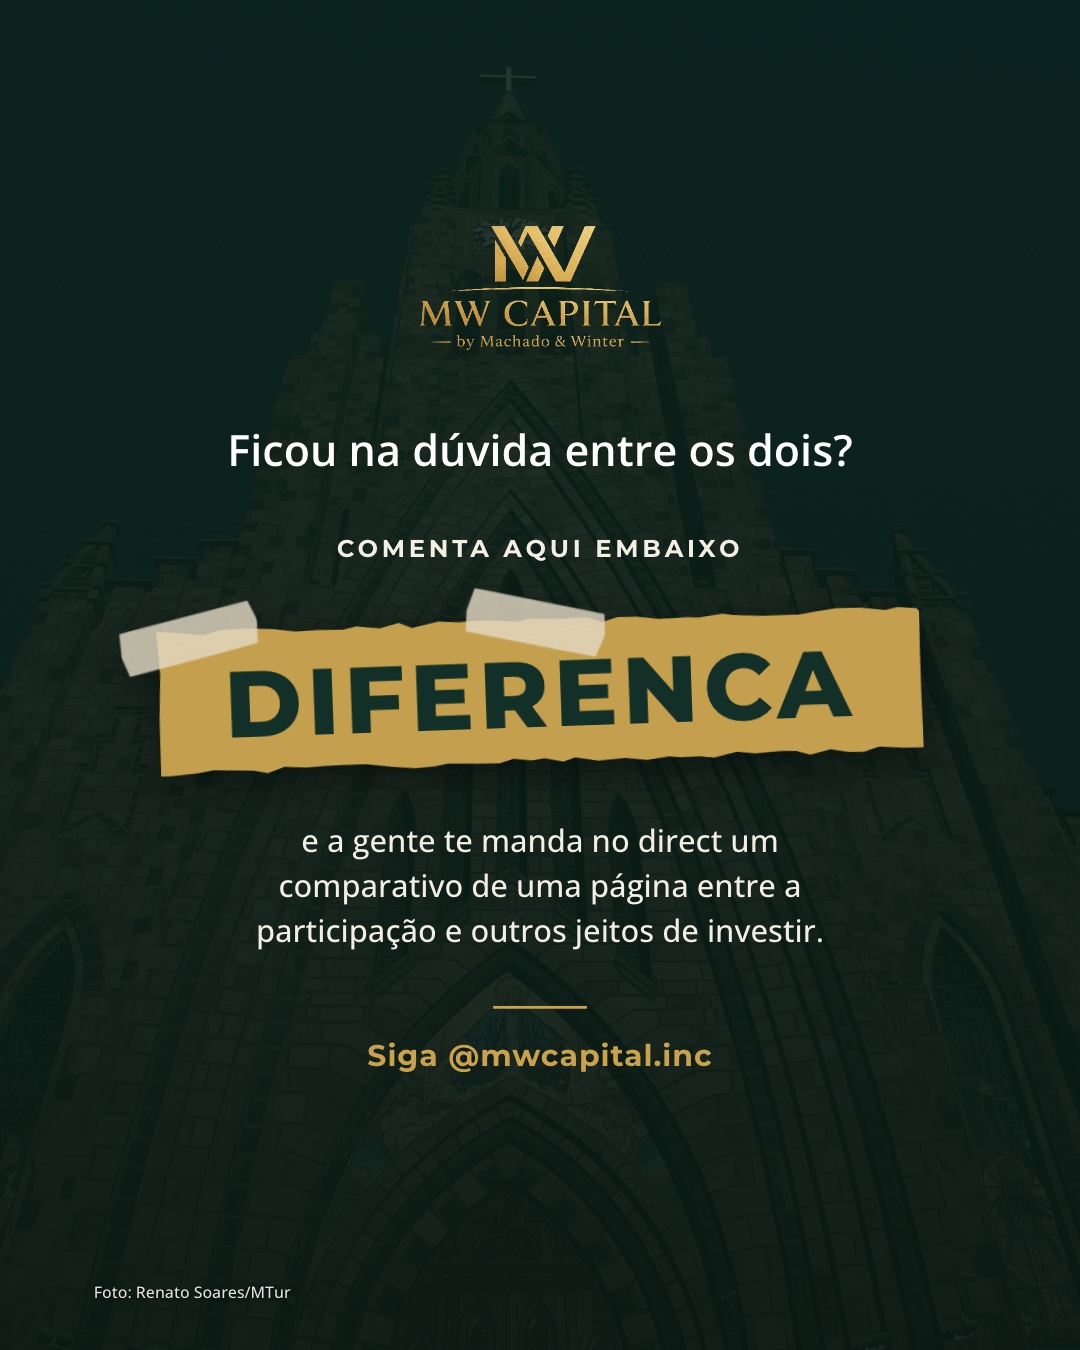 MW CAPITAL
by Machado & Winter
Ficou na dúvida entre os dois?
COMENTA AQUI EMBAIXO
DIFERENCA
e a gente te manda no direct um
comparativo de uma página entre a
participação e outros jeitos de investir.
Siga @mwcapital.inc
Foto: Renato Soares/MTur